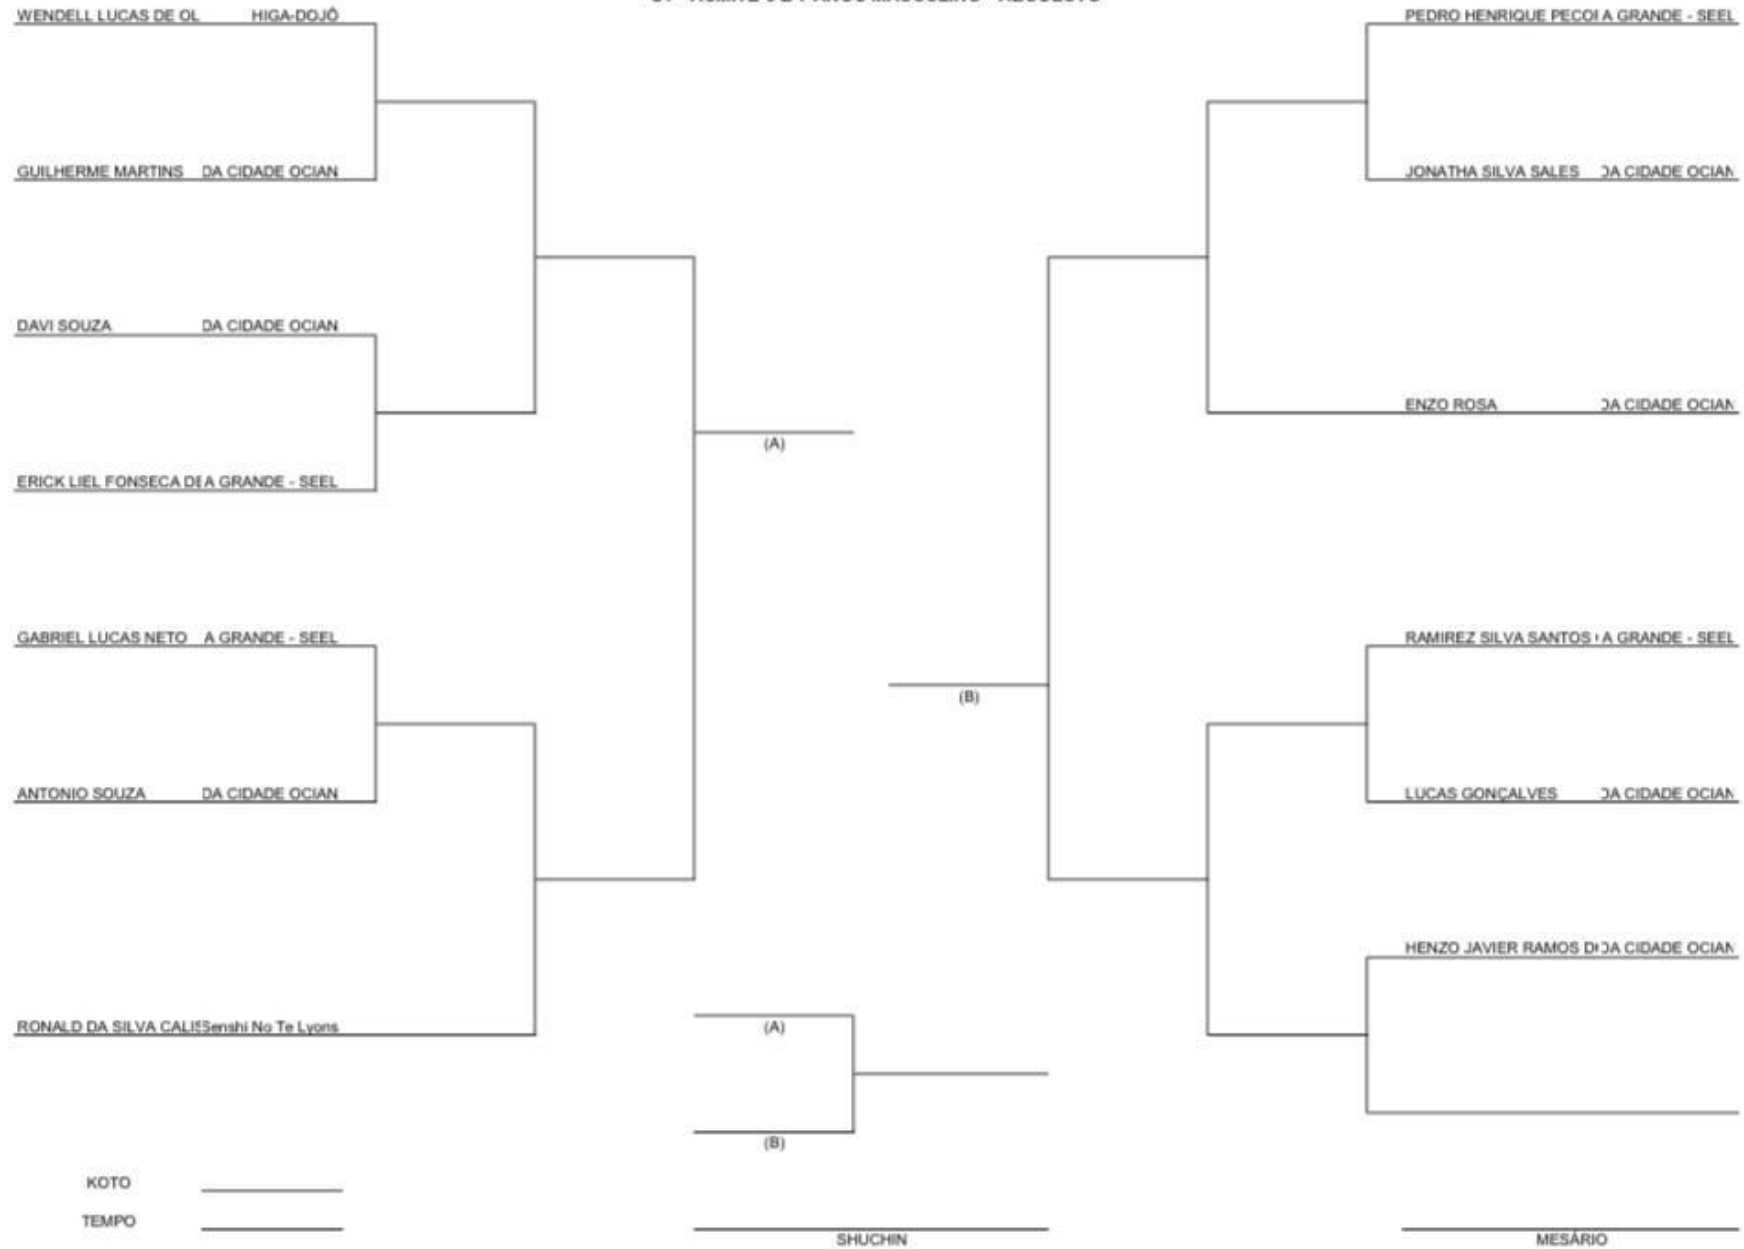 WENDELL LUCAS DE OL HIGA-DOJÔ
PEDRO HENRIQUE PECOI A GRANDE - SEEL
GUILHERME MARTINS DA CIDADE OCIAN
JONATHA SILVA SALES DA CIDADE OCIAN
DAVI SOUZA DA CIDADE OCIAN
ENZO ROSA DA CIDADE OCIAN
(A)
ERICK LIEL FONSECA DE A GRANDE - SEEL
GABRIEL LUCAS NETO A GRANDE - SEEL
RAMIREZ SILVA SANTOS A GRANDE - SEEL
(B)
ANTONIO SOUZA DA CIDADE OCIAN
LUCAS GONÇALVES DA CIDADE OCIAN
HENZO JAVIER RAMOS DA CIDADE OCIAN
RONALD DA SILVA Senshi No Te Lyons
(A)
(B)
KOTO
TEMPO
SHUCHIN
MESÁRIO